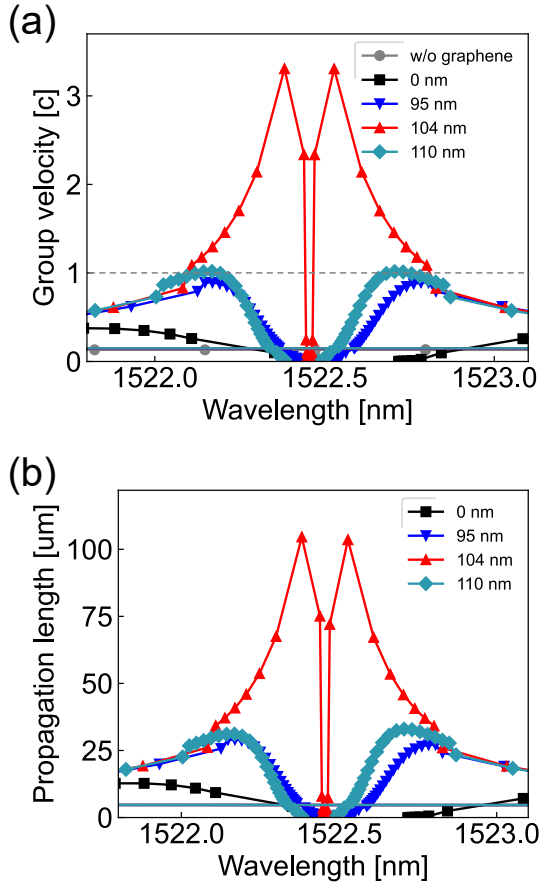 (a)
Group velocity [c]
3
2
1
0
w/o graphene
0 nm
95 nm
104 nm
110 nm
1522.0
1522.5
1523.0
Wavelength [nm]
(b)
Propagation length [um]
100
75
50
25
0
0 nm
95 nm
104 nm
110 nm
1522.0
1522.5
1523.0
Wavelength [nm]